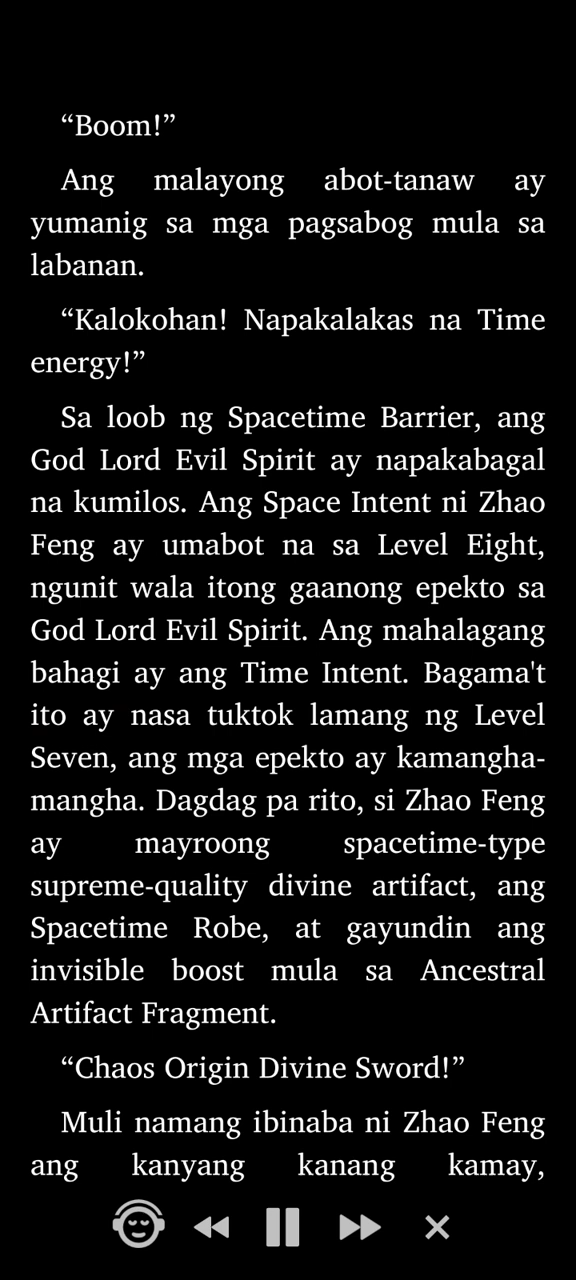 “Boom!”
Ang malayong abot-tanaw ay
yumanig sa mga pagsabog mula sa
labanan.
“Kalokohan! Napakalakas na Time
energy!”
Sa loob ng Spacetime Barrier, ang
God Lord Evil Spirit ay napakabagal
na kumilos. Ang Space Intent ni Zhao
Feng ay umabot na sa Level Eight,
ngunit wala itong gaanong epekto sa
God Lord Evil Spirit. Ang mahalagang
bahagi ay ang Time Intent. Bagama't
ito ay nasa tuktok lamang ng Level
Seven, ang mga epekto ay kamangha-
mangha. Dagdag pa rito, si Zhao Feng
ay mayroong spacetime-type
supreme-quality divine artifact, ang
Spacetime Robe, at gayundin ang
invisible boost mula sa Ancestral
Artifact Fragment.
“Chaos Origin Divine Sword!”
Muli namang ibinaba ni Zhao Feng
ang kanyang kanang kamay,